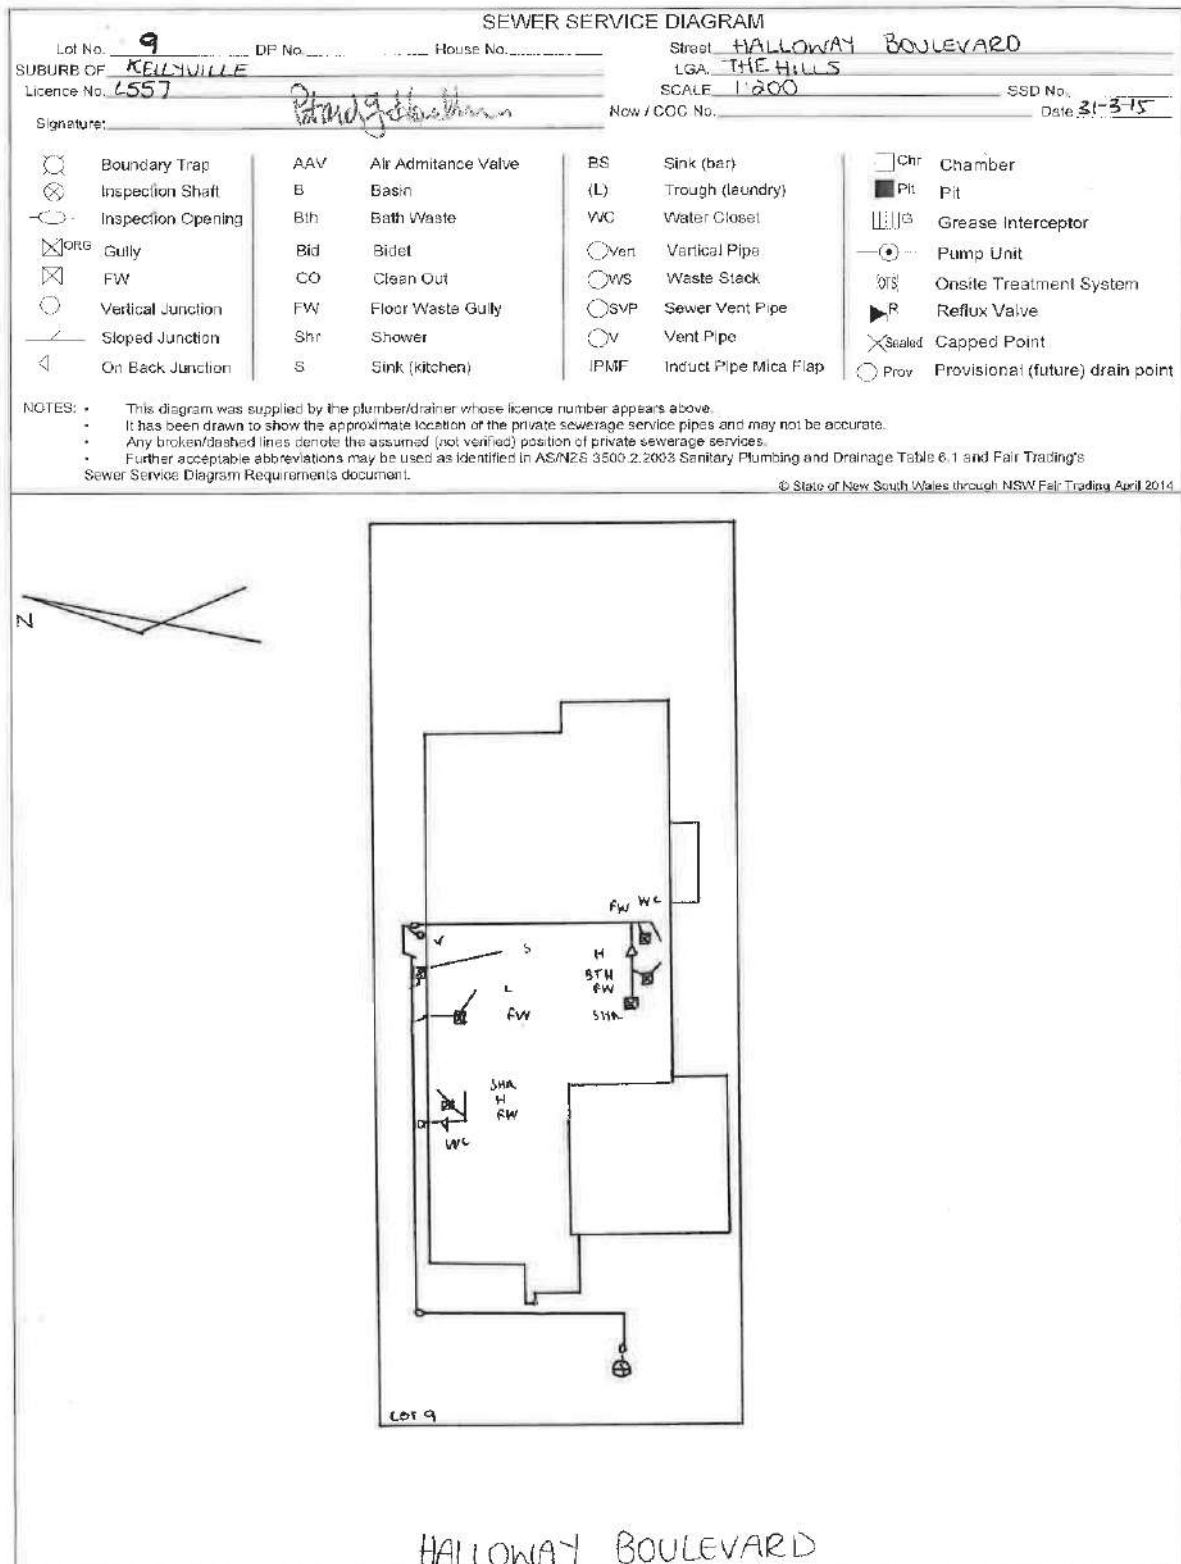 SEWER SERVICE DIAGRAM
Lot No. 9 DP No. House No. Street HALLOWAY BOULEVARD
SUBURB OF KELLYVILLE LGA. THE HILLS
Licence No. L557 SCALE 1:200 SSD No.
Signature: Now / COC No. Date 31-3-15
Boundary Trap AAV Air Admitance Valve BS Sink (bar) Chr Chamber
Inspection Shaft B Basin (L) Trough (laundry) Pit Pit
Inspection Opening Bth Bath Waste WC Water Closet G Grease Interceptor
ORG Gully Bid Bidet Vert Vertical Pipe Pump Unit
FW CO Clean Out WS Waste Stack OTS Onsite Treatment System
Vertical Junction FW Floor Waste Gully SVP Sewer Vent Pipe R Reflux Valve
Sloped Junction Shr Shower V Vent Pipe Sealed Capped Point
On Back Junction S Sink (kitchen) IPMF Induct Pipe Mica Flap Prov Provisional (future) drain point
NOTES: • This diagram was supplied by the plumber/drainer whose licence number appears above.
• It has been drawn to show the approximate location of the private sewerage service pipes and may not be accurate.
• Any broken/dashed lines denote the assumed (not verified) position of private sewerage services.
• Further acceptable abbreviations may be used as identified in AS/NZS 3500.2.2003 Sanitary Plumbing and Drainage Table 6.1 and Fair Trading's
Sewer Service Diagram Requirements document.
© State of New South Wales through NSW Fair Trading April 2014
N
FW WC
V S H
BTH
L FW
FW SHR
SHR
H
FW
WC
LOT 9
HALLOWAY BOULEVARD